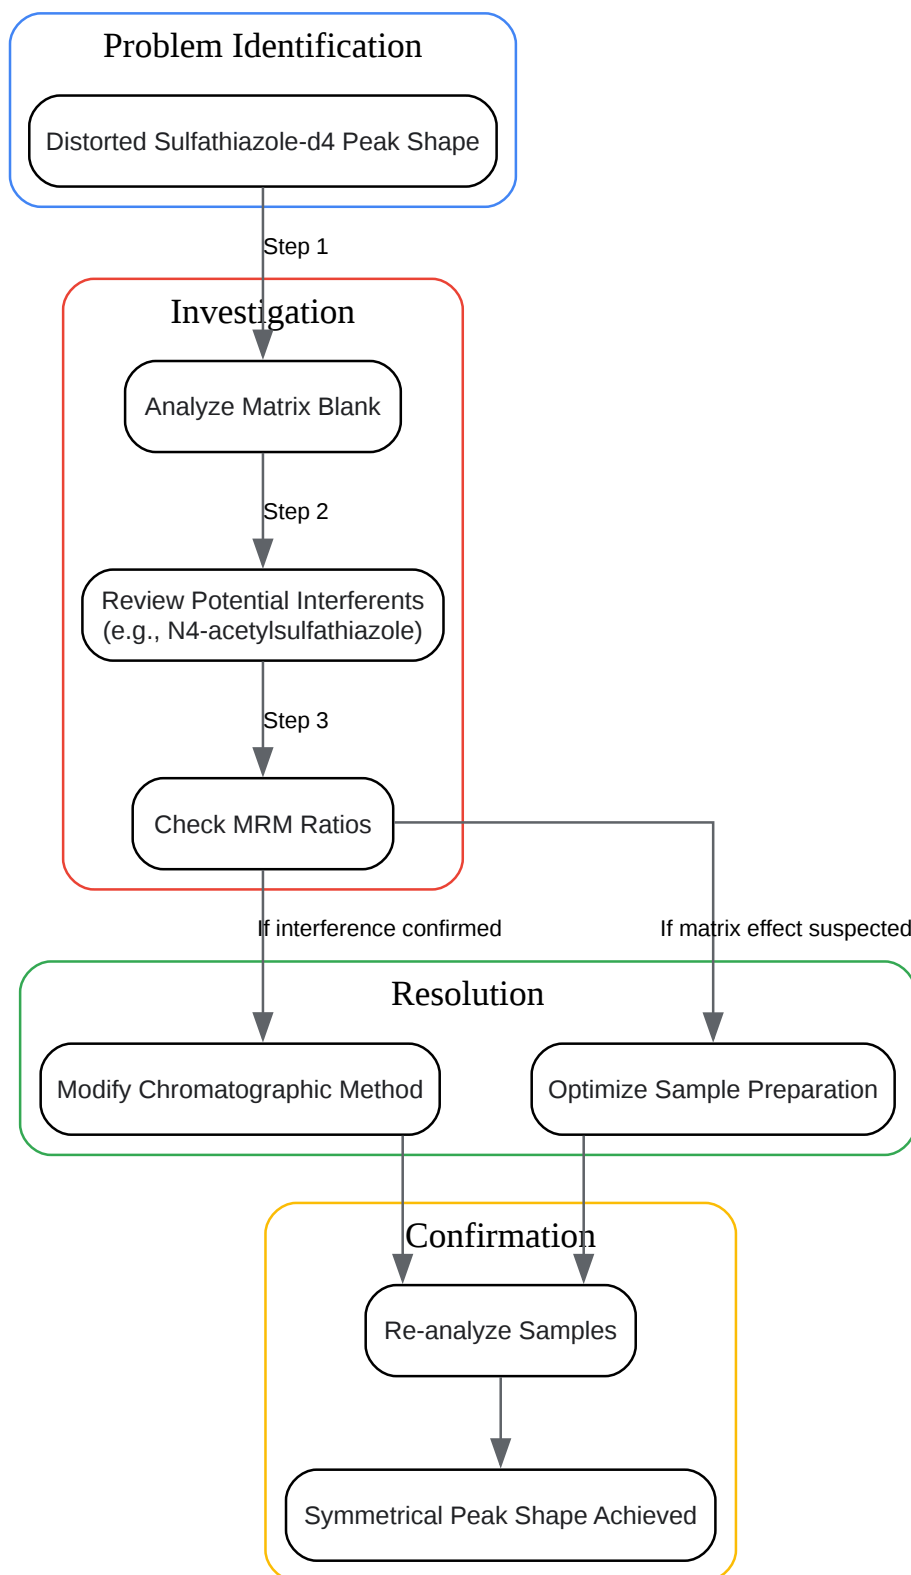 Problem Identification
Distorted Sulfathiazole-d4 Peak Shape
Step 1
Investigation
Analyze Matrix Blank
Step 2
Review Potential Interferents
(e.g., N4-acetylsulfathiazole)
Step 3
Check MRM Ratios
If interference confirmed
If matrix effect suspected
Resolution
Modify Chromatographic Method
Optimize Sample Preparation
Confirmation
Re-analyze Samples
Symmetrical Peak Shape Achieved